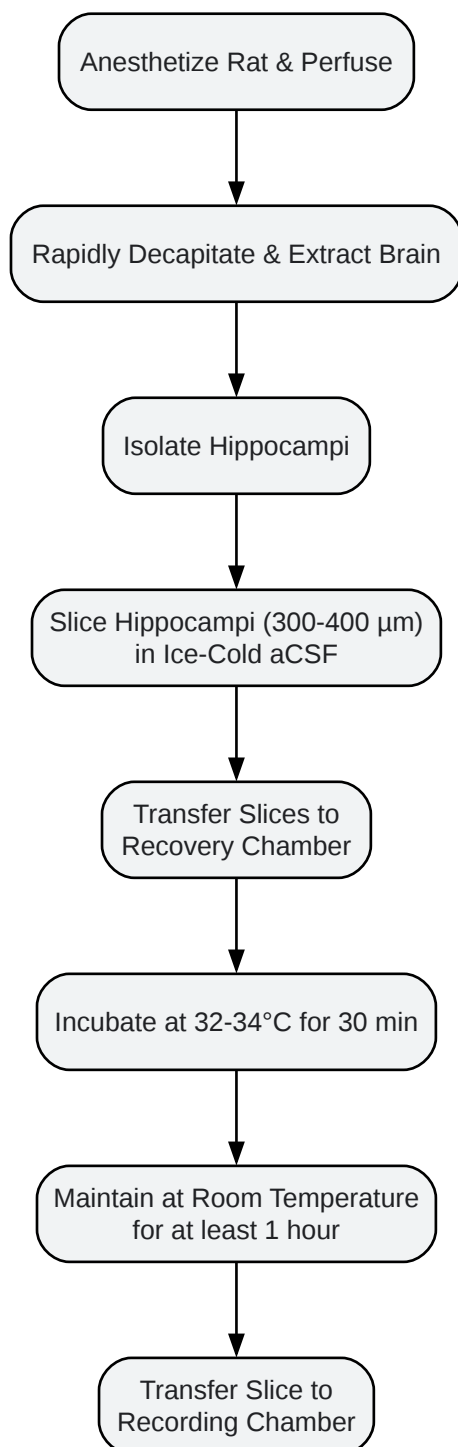 Anesthetize Rat & Perfuse
Rapidly Decapitate & Extract Brain
Isolate Hippocampi
Slice Hippocampi (300-400 µm)
in Ice-Cold aCSF
Transfer Slices to
Recovery Chamber
Incubate at 32-34°C for 30 min
Maintain at Room Temperature
for at least 1 hour
Transfer Slice to
Recording Chamber